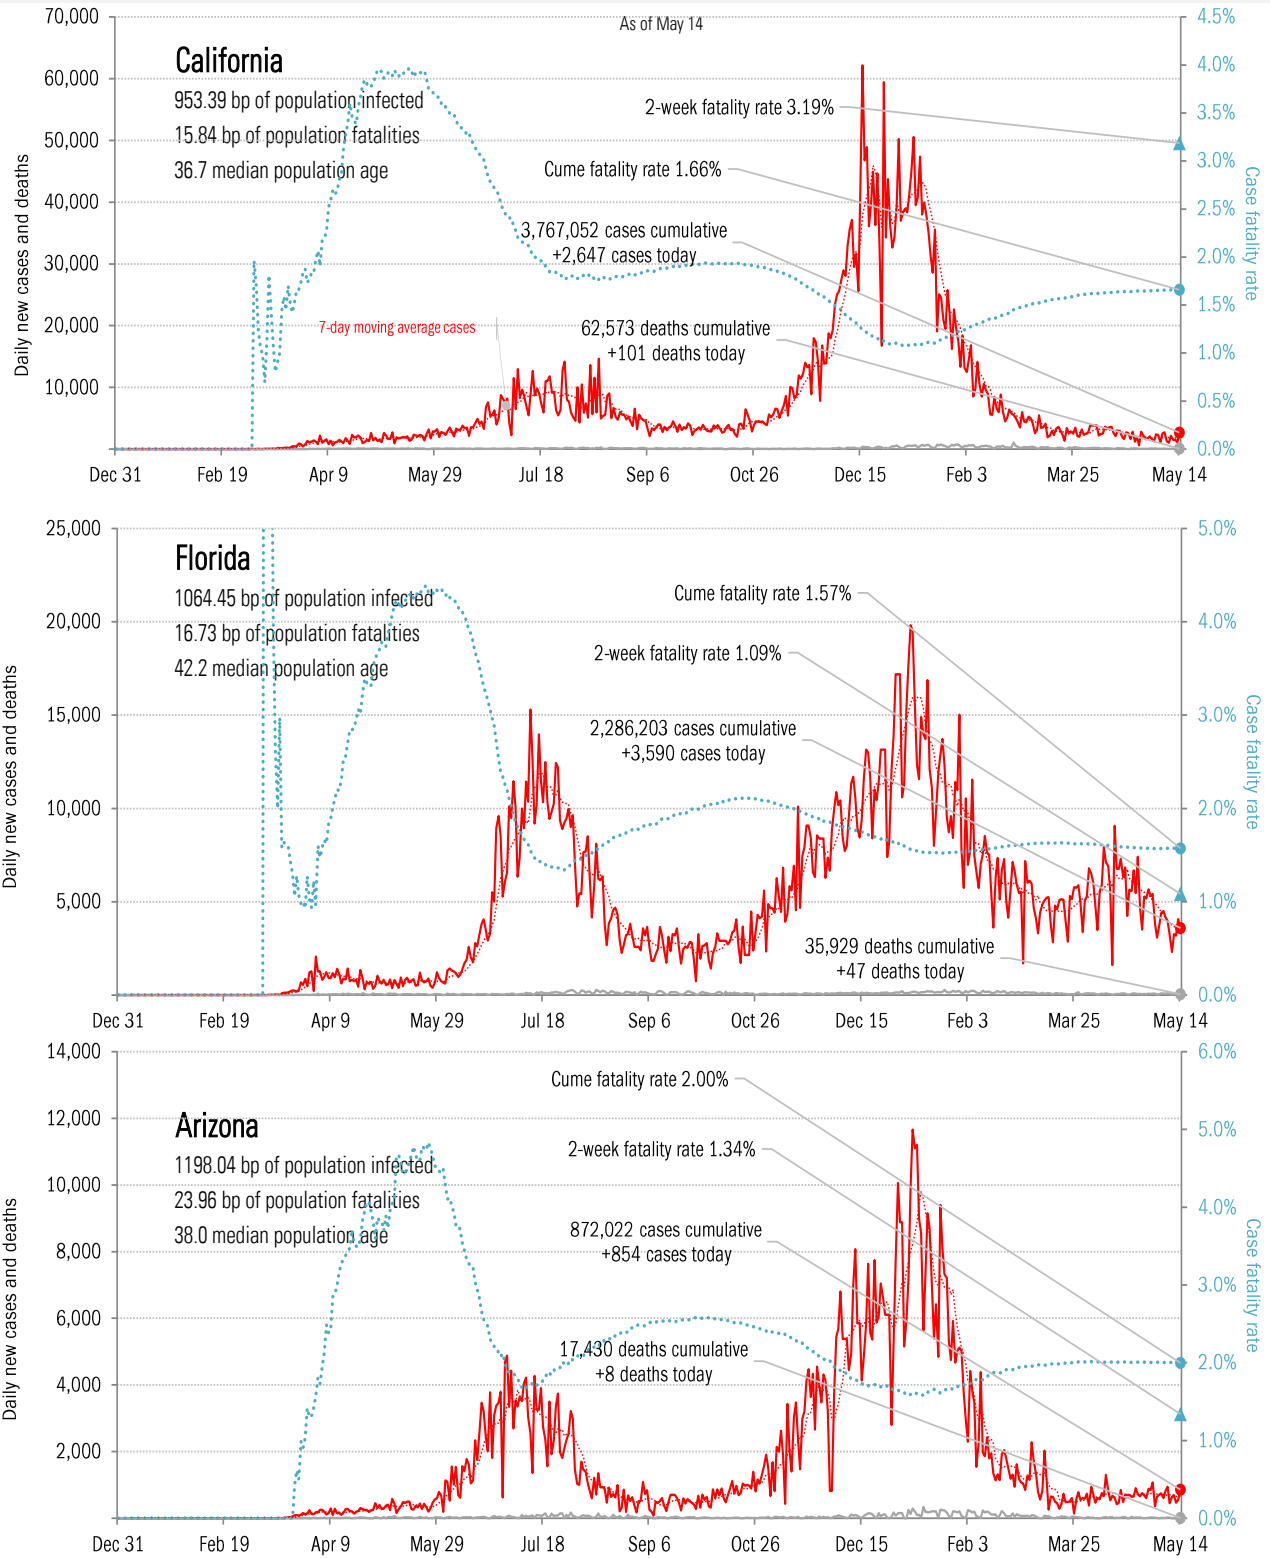 As of May 14
California
953.39 bp of population infected
15.84 bp of population fatalities
36.7 median population age
2-week fatality rate 3.19%
Cume fatality rate 1.66%
3,767,052 cases cumulative
+2,647 cases today
62,573 deaths cumulative
+101 deaths today
7-day moving average cases
Daily new cases and deaths
70,000
60,000
50,000
40,000
30,000
20,000
10,000
Case fatality rate
4.5%
4.0%
3.5%
3.0%
2.5%
2.0%
1.5%
1.0%
0.5%
0.0%
Dec 31 Feb 19 Apr 9 May 29 Jul 18 Sep 6 Oct 26 Dec 15 Feb 3 Mar 25 May 14
Florida
1064.45 bp of population infected
16.73 bp of population fatalities
42.2 median population age
Cume fatality rate 1.57%
2-week fatality rate 1.09%
2,286,203 cases cumulative
+3,590 cases today
35,929 deaths cumulative
+47 deaths today
Daily new cases and deaths
25,000
20,000
15,000
10,000
5,000
Case fatality rate
5.0%
4.0%
3.0%
2.0%
1.0%
0.0%
Dec 31 Feb 19 Apr 9 May 29 Jul 18 Sep 6 Oct 26 Dec 15 Feb 3 Mar 25 May 14
Arizona
1198.04 bp of population infected
23.96 bp of population fatalities
38.0 median population age
Cume fatality rate 2.00%
2-week fatality rate 1.34%
872,022 cases cumulative
+854 cases today
17,430 deaths cumulative
+8 deaths today
Daily new cases and deaths
14,000
12,000
10,000
8,000
6,000
4,000
2,000
Case fatality rate
6.0%
5.0%
4.0%
3.0%
2.0%
1.0%
0.0%
Dec 31 Feb 19 Apr 9 May 29 Jul 18 Sep 6 Oct 26 Dec 15 Feb 3 Mar 25 May 14